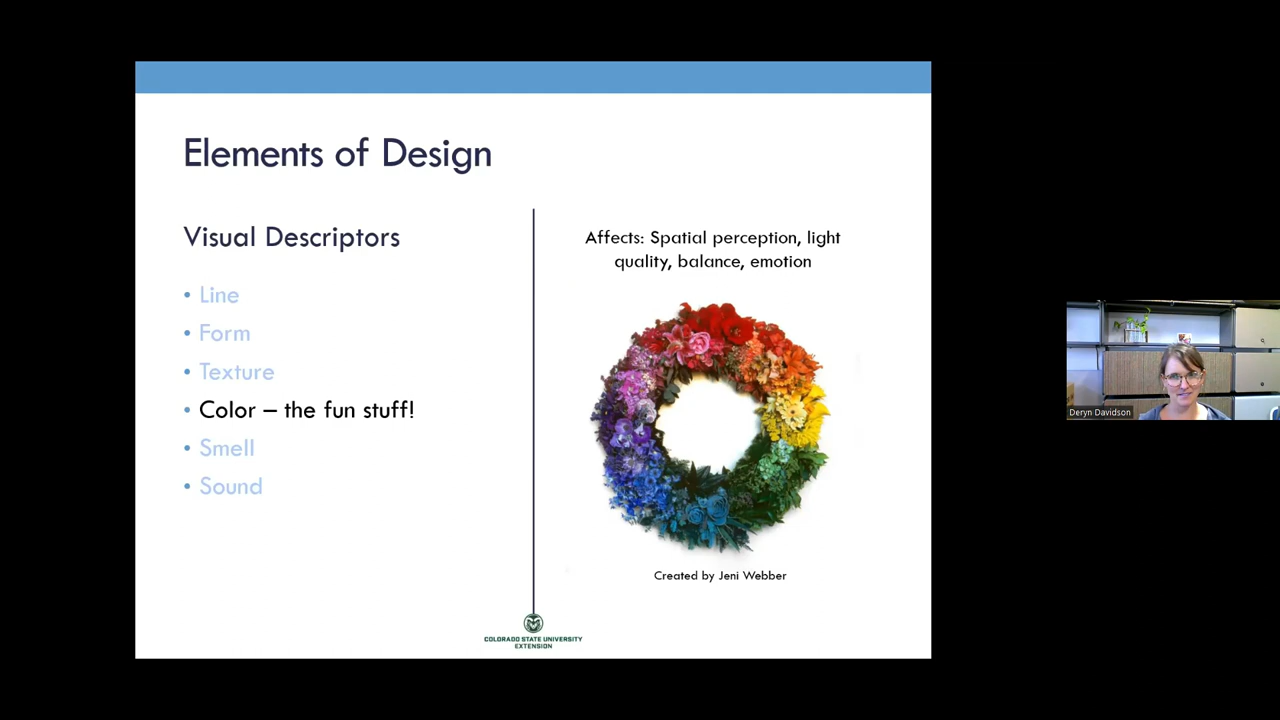 Elements of Design
Visual Descriptors
• Line
• Form
• Texture
• Color – the fun stuff!
• Smell
• Sound
Affects: Spatial perception, light
quality, balance, emotion
Created by Jeni Webber
COLORADO STATE UNIVERSITY
EXTENSION
Deryn Davidson